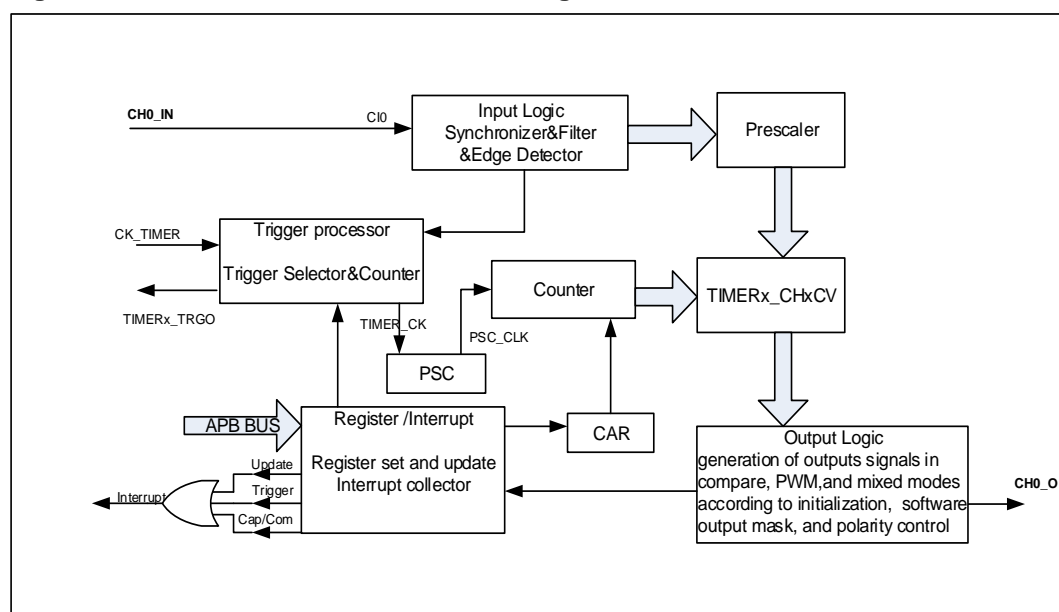 CH0_IN
CI0
Input Logic
Synchronizer&Filter
&Edge Detector
Prescaler
CK_TIMER
Trigger processor
Trigger Selector&Counter
TIMERx_TRGO
TIMER_CK
PSC_CLK
Counter
TIMERx_CHxCV
PSC
APB BUS
Register /Interrupt
Register set and update
Interrupt collector
CAR
Update
Trigger
Cap/Com
Interrupt
Output Logic
generation of outputs signals in
compare, PWM,and mixed modes
according to initialization, software
output mask, and polarity control
CH0_O